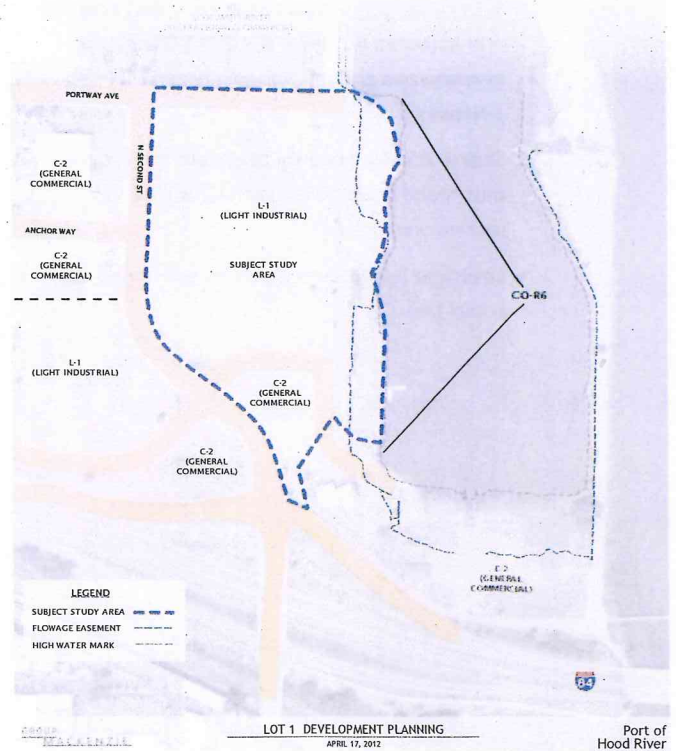 PORTWAY AVE
N SECOND ST
C-2
(GENERAL
COMMERCIAL)
L-1
(LIGHT INDUSTRIAL)
ANCHOR WAY
C-2
(GENERAL
COMMERCIAL)
SUBJECT STUDY
AREA
CO-R6
L-1
(LIGHT INDUSTRIAL)
C-2
(GENERAL
COMMERCIAL)
C-2
(GENERAL
COMMERCIAL)
C-2
(GENERAL
COMMERCIAL)
LEGEND
SUBJECT STUDY AREA
FLOWAGE EASEMENT
HIGH WATER MARK
84
GROUP
MACKENZIE
LOT 1 DEVELOPMENT PLANNING
APRIL 17, 2012
Port of
Hood River